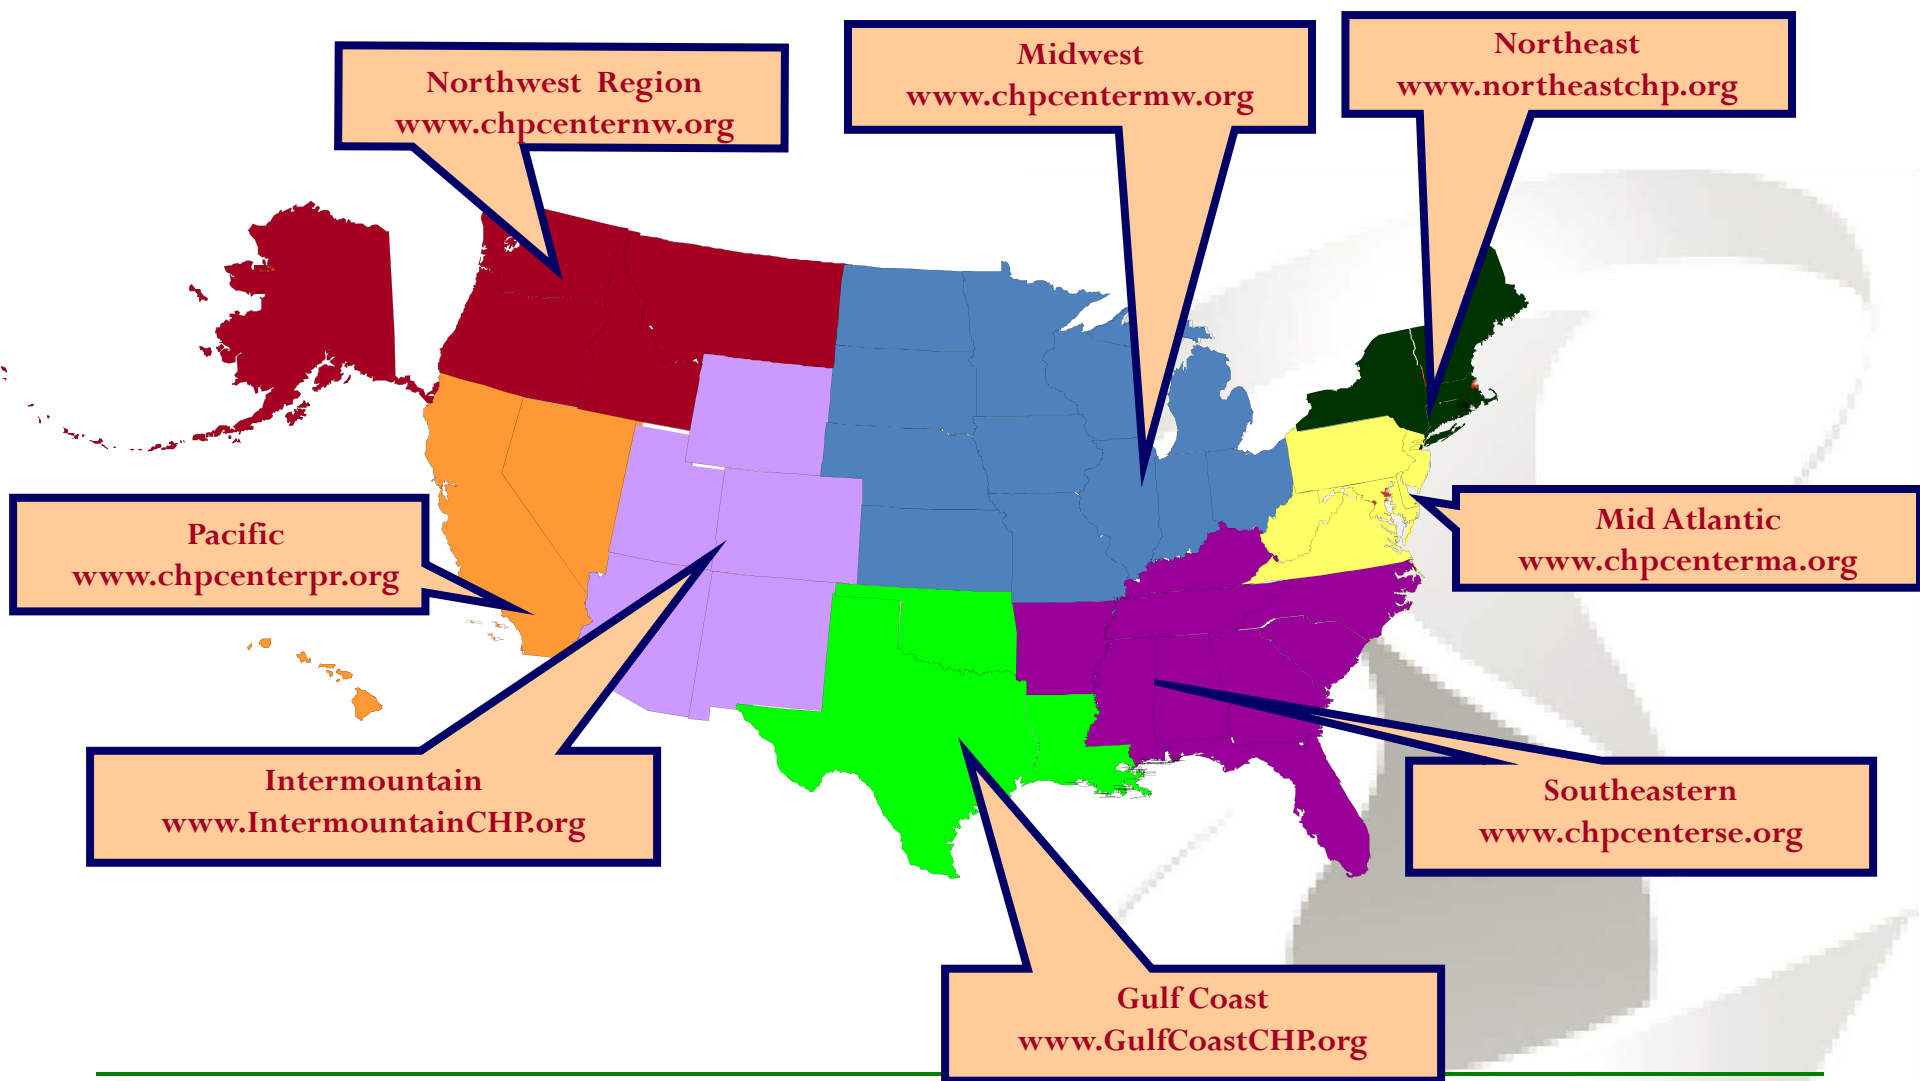 Northwest  Region
www.chpcenternw.org
Midwest
www.chpcentermw.org
Northeast
www.northeastchp.org
Pacific
www.chpcenterpr.org
Mid Atlantic
www.chpcenterma.org
Intermountain
www.IntermountainCHP.org
Southeastern
www.chpcenterse.org
Gulf Coast
www.GulfCoastCHP.org